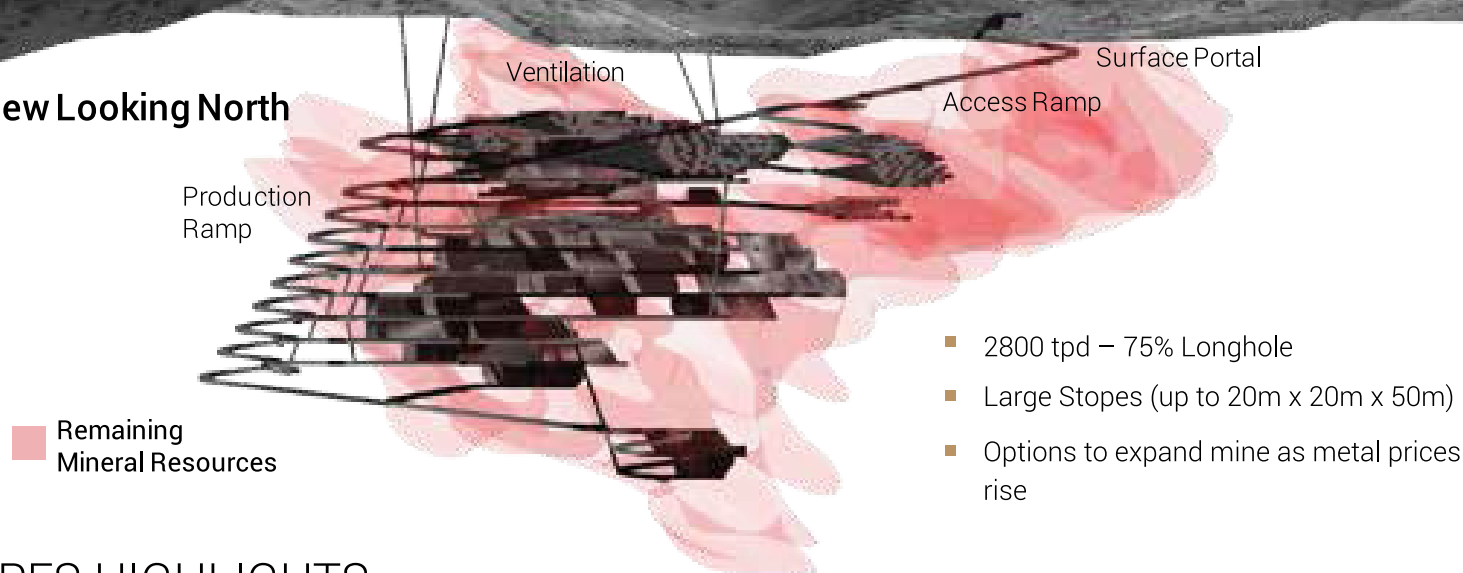 Surface Portal
Ventilation
Access Ramp
ew Looking North
Production
Ramp
2800 tpd – 75% Longhole
Large Stopes (up to 20m x 20m x 50m)
Options to expand mine as metal prices
rise
Remaining
Mineral Resources
HIGHLIGHTS